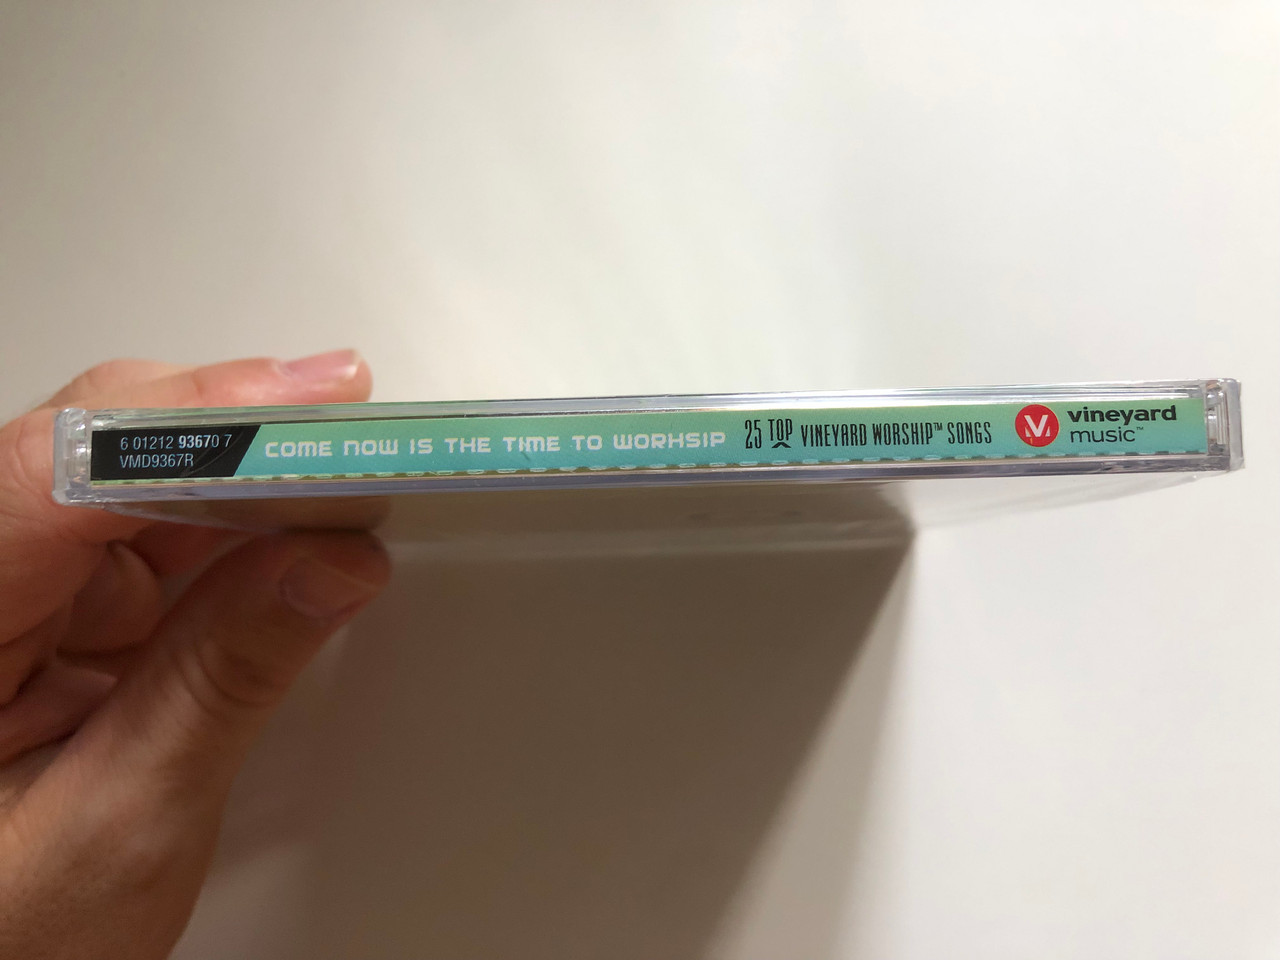 6 01212 93670 7
VMD9367R
COME NOW IS THE TIME TO WORHSIP
25 TOP VINEYARD WORSHIP™ SONGS
vineyard
music™